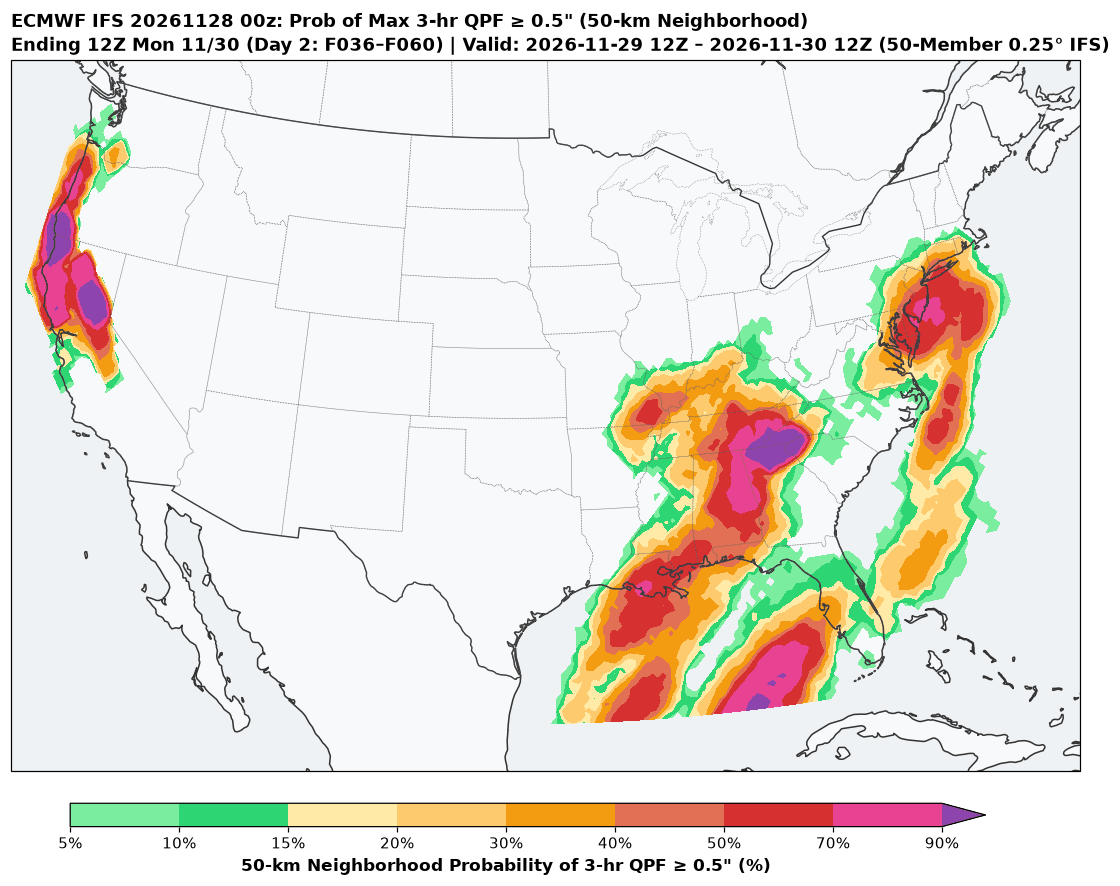 ECMWF IFS 20261128 00z: Prob of Max 3-hr QPF ≥ 0.5" (50-km Neighborhood)
Ending 12Z Mon 11/30 (Day 2: F036–F060) | Valid: 2026-11-29 12Z – 2026-11-30 12Z (50-Member 0.25° IFS)
5% 10% 15% 20% 30% 40% 50% 70% 90%
50-km Neighborhood Probability of 3-hr QPF ≥ 0.5" (%)